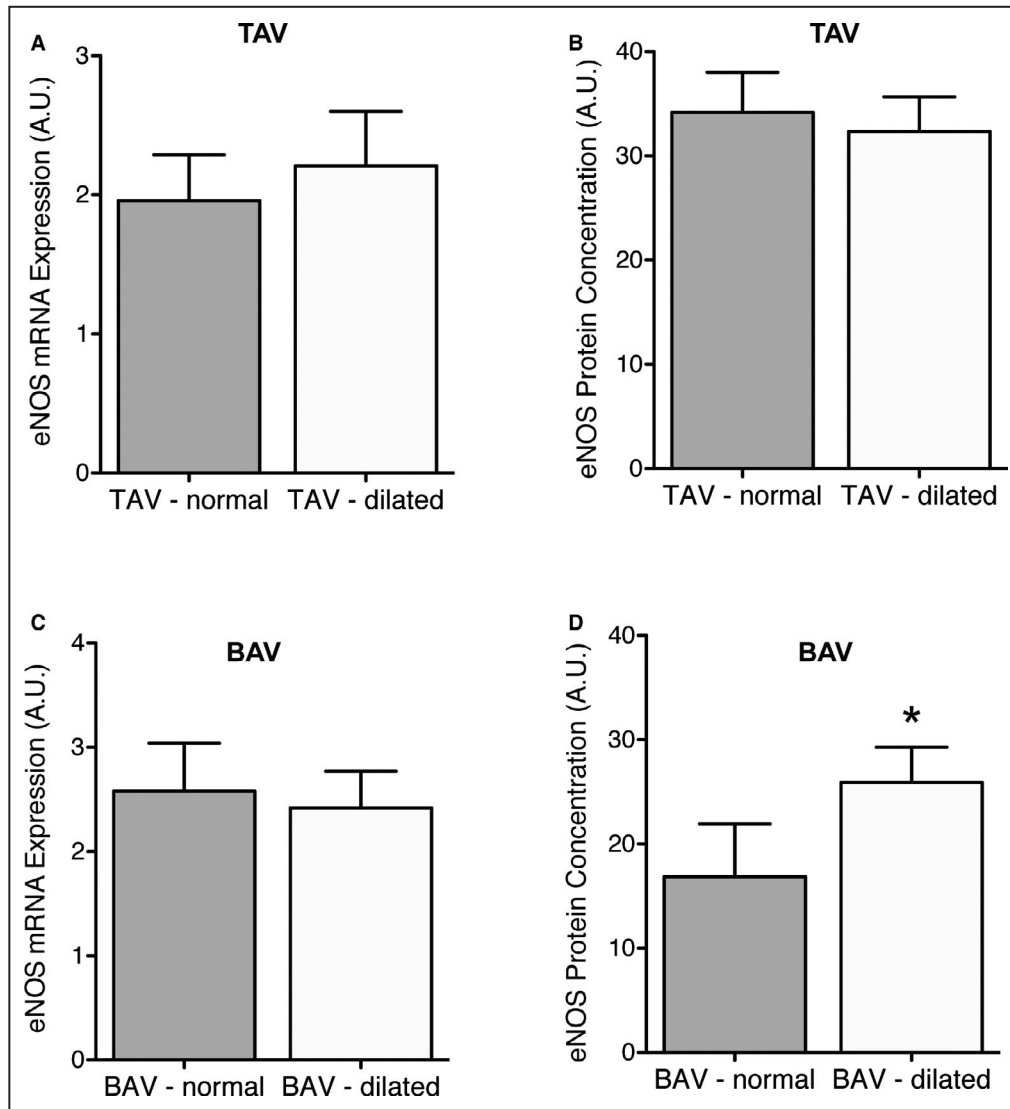 A
TAV
eNOS mRNA Expression (A.U.)
3
2
1
0
TAV - normal
TAV - dilated
B
TAV
eNOS Protein Concentration (A.U.)
40
30
20
10
0
TAV - normal
TAV - dilated
C
BAV
eNOS mRNA Expression (A.U.)
4
3
2
1
0
BAV - normal
BAV - dilated
D
BAV
eNOS Protein Concentration (A.U.)
40
30
20
10
0
*
BAV - normal
BAV - dilated